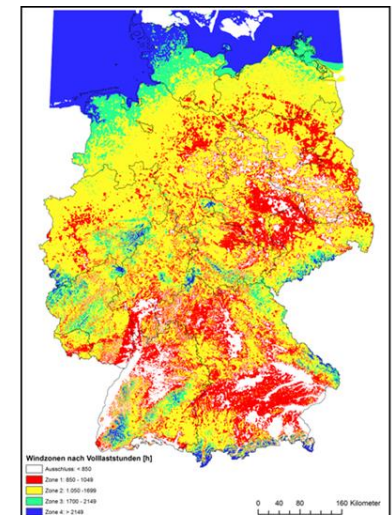 Windzonen nach Volllaststunden [h]
Ausschluss: < 850
Zone 1: 850 - 1049
Zone 2: 1.050 - 1699
Zone 3: 1700 - 2149
Zone 4: > 2149
0 40 80 160 Kilometer